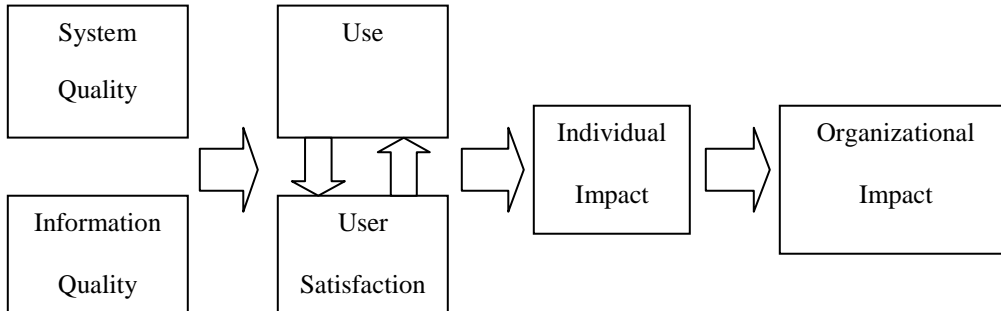 System
Quality
Use
Individual
Impact
Organizational
Impact
Information
Quality
User
Satisfaction